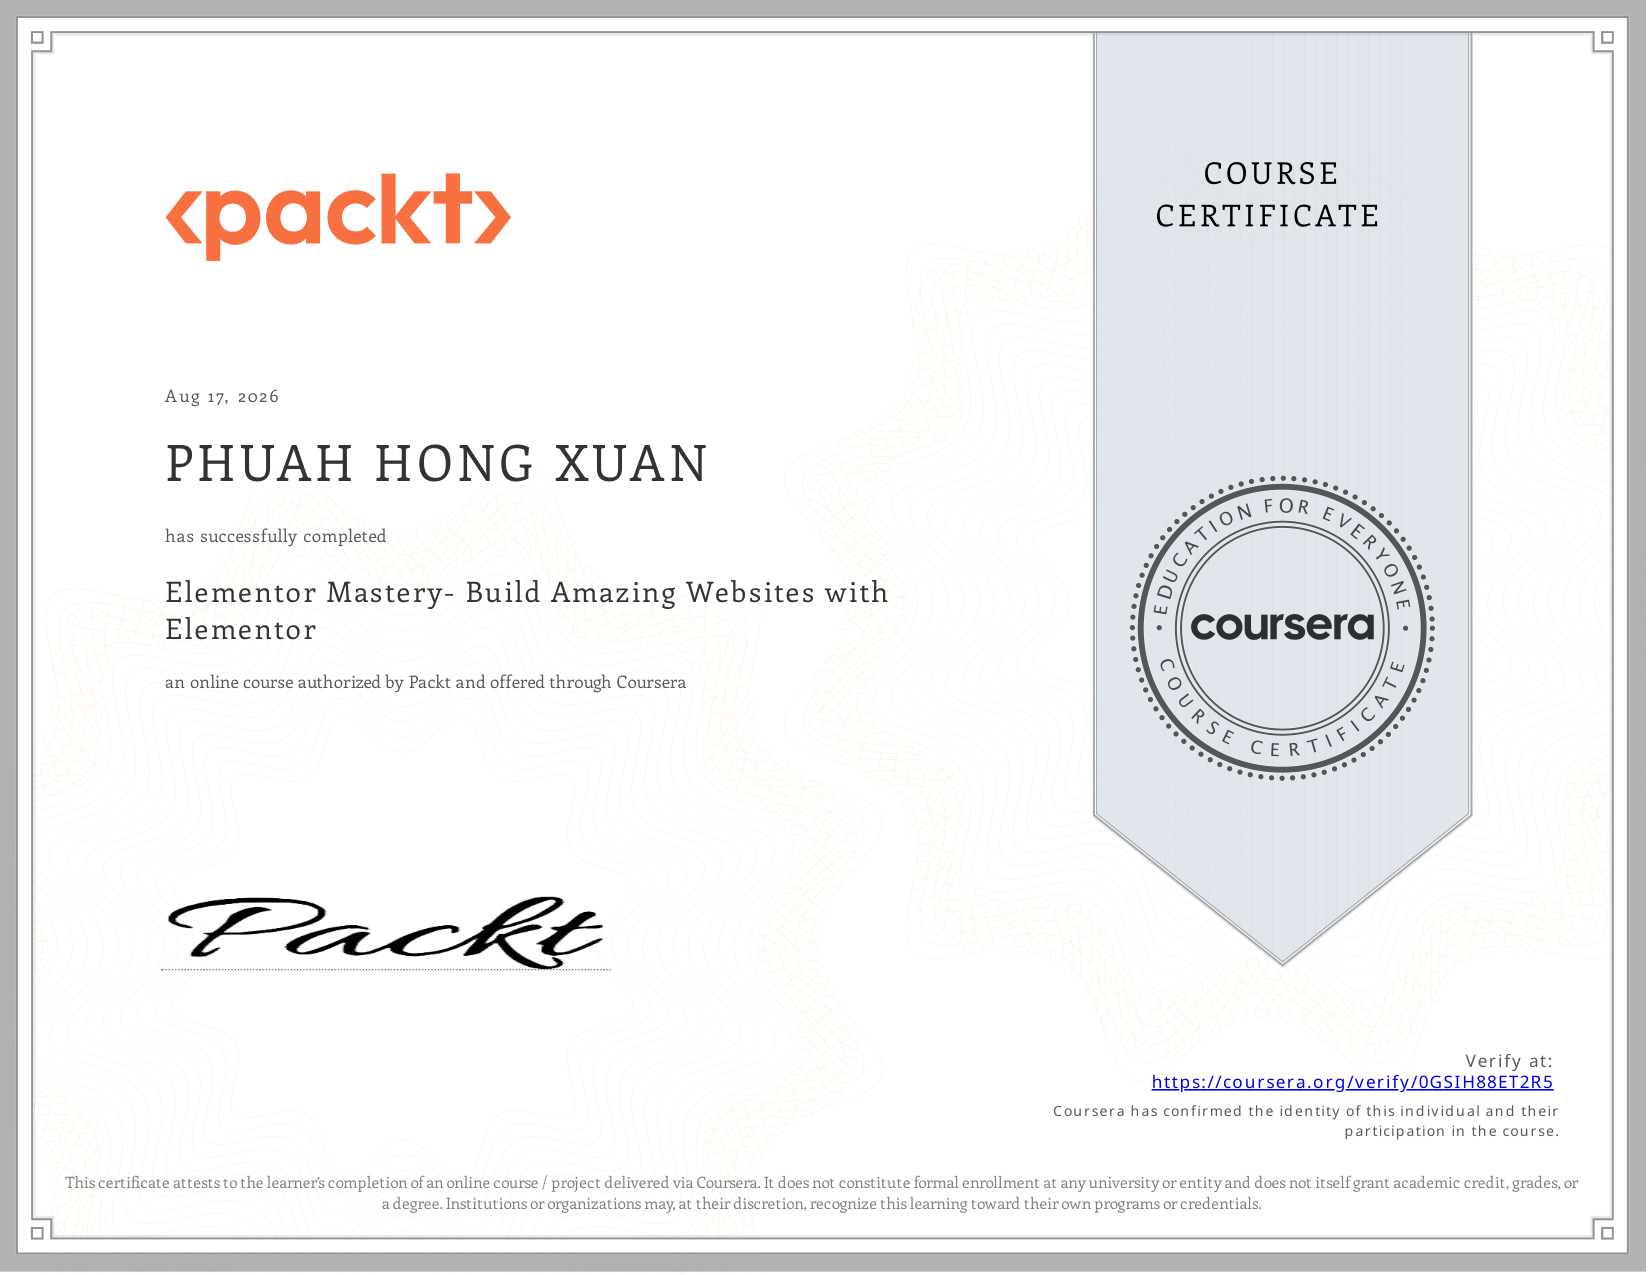 <packt>
COURSE
CERTIFICATE
Aug 17, 2026
PHUAH HONG XUAN
has successfully completed
Elementor Mastery- Build Amazing Websites with
Elementor
an online course authorized by Packt and offered through Coursera
EDUCATION FOR EVERYONE
coursera
COURSE CERTIFICATE
Packt
Verify at:
https://coursera.org/verify/0GSIH88ET2R5
Coursera has confirmed the identity of this individual and their
participation in the course.
This certificate attests to the learner's completion of an online course / project delivered via Coursera. It does not constitute formal enrollment at any university or entity and does not itself grant academic credit, grades, or
a degree. Institutions or organizations may, at their discretion, recognize this learning toward their own programs or credentials.